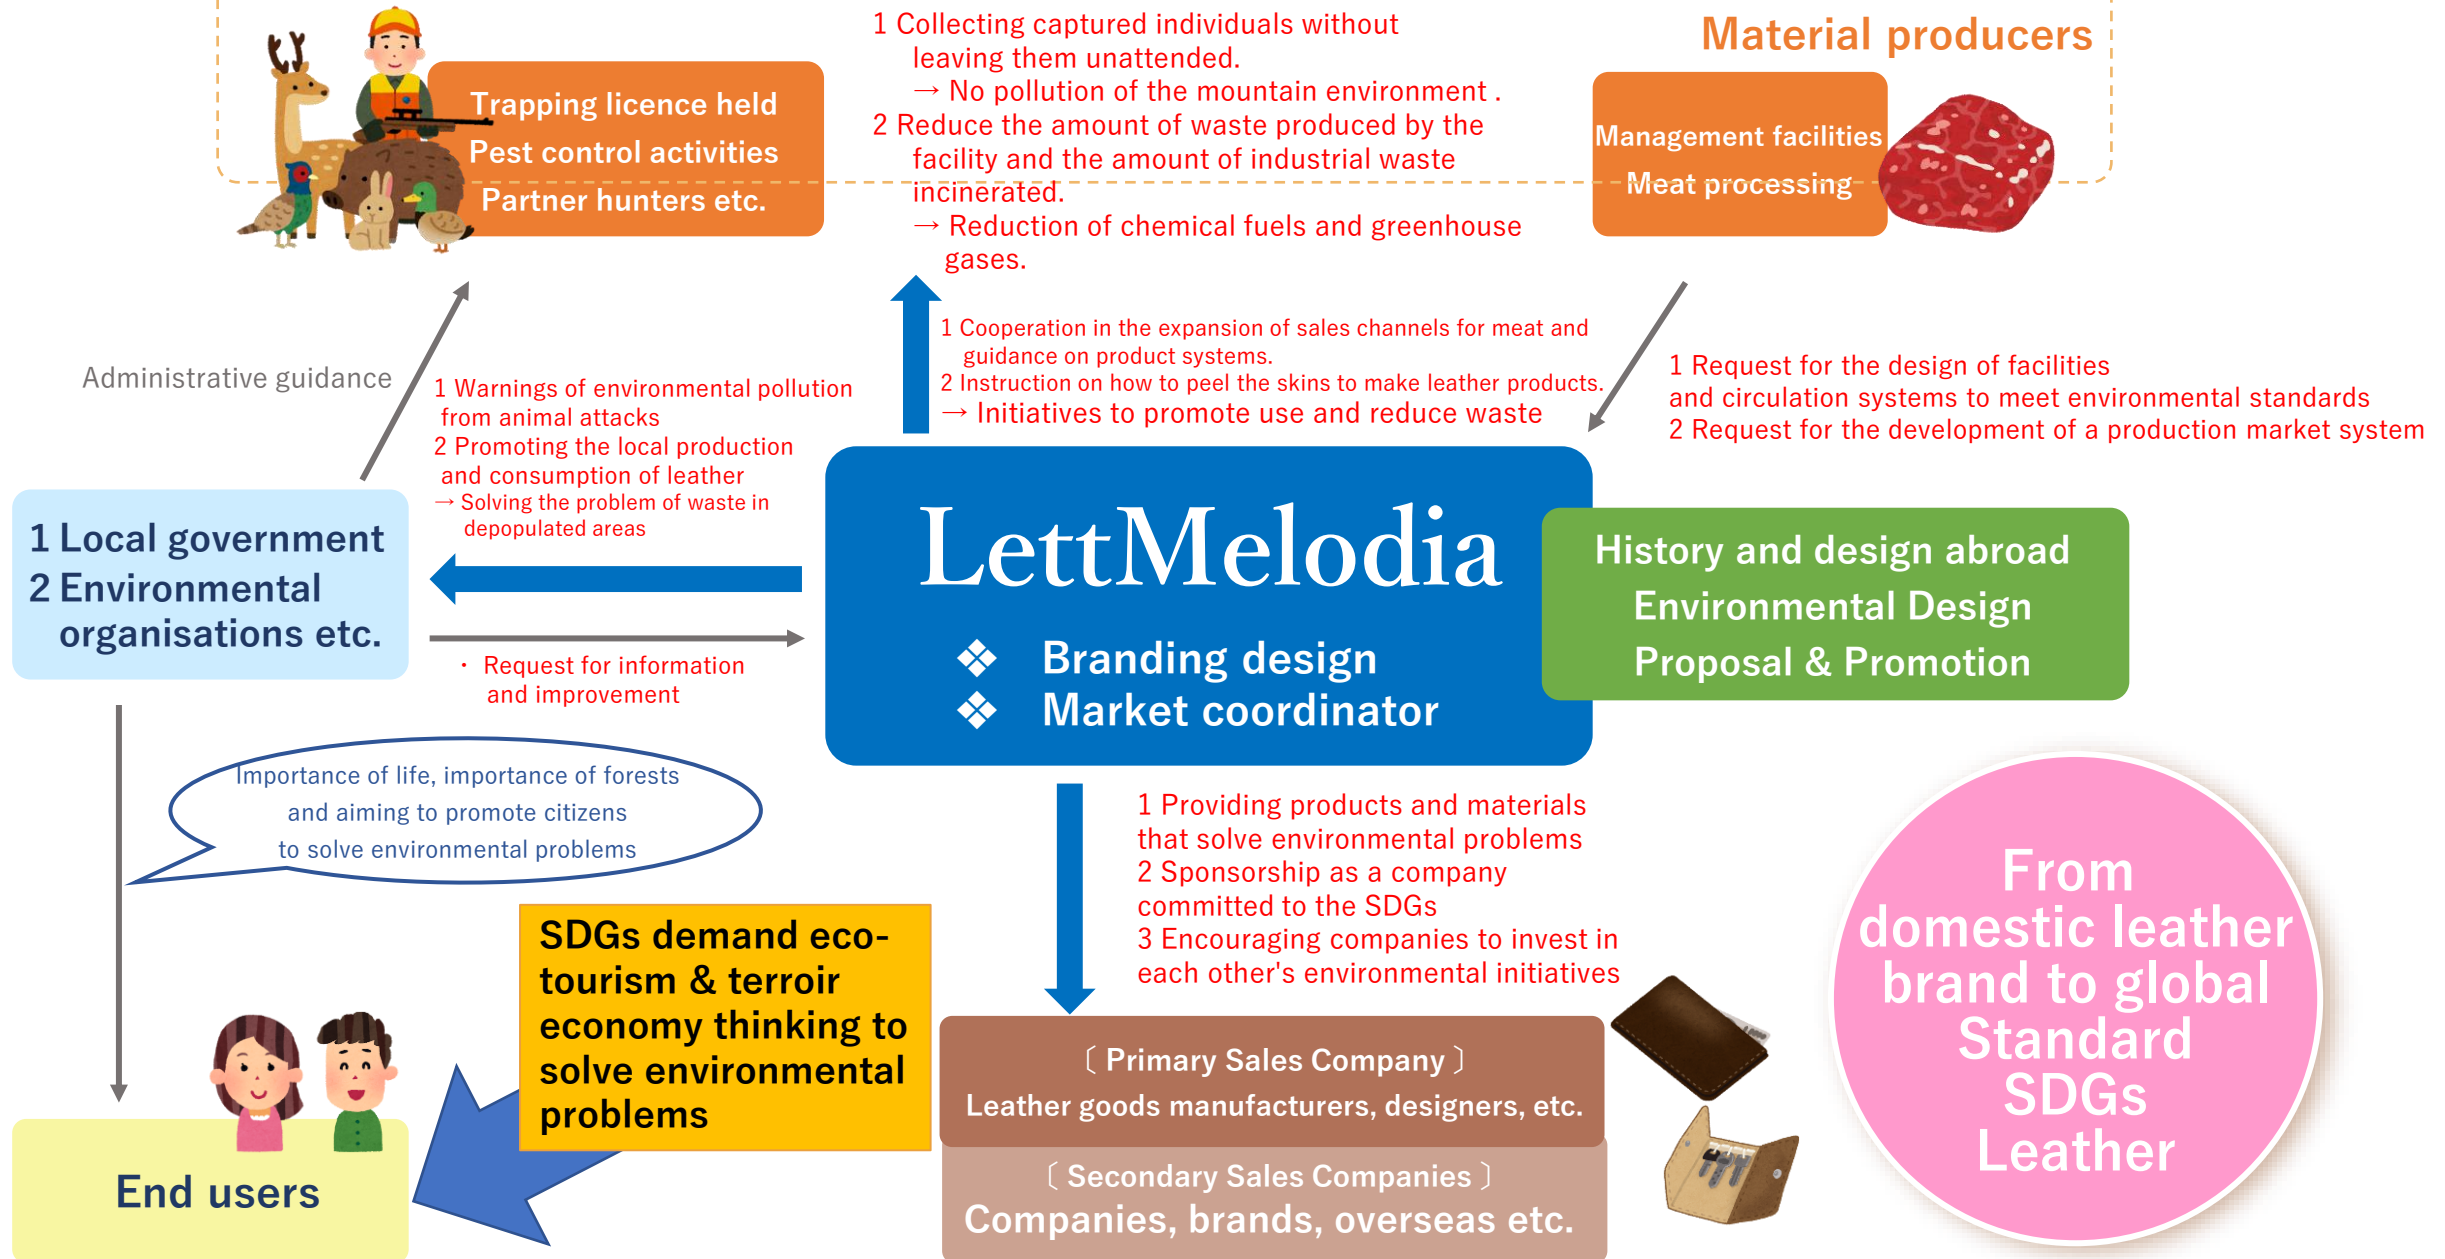 Material producers
Trapping licence held
Pest control activities
Partner hunters etc.
1 Collecting captured individuals without
leaving them unattended.
→ No pollution of the mountain environment .
2 Reduce the amount of waste produced by the
facility and the amount of industrial waste
incinerated.
→ Reduction of chemical fuels and greenhouse
gases.
Management facilities
Meat processing
Administrative guidance
1 Warnings of environmental pollution
from animal attacks
2 Promoting the local production
and consumption of leather
→ Solving the problem of waste in
depopulated areas
1 Cooperation in the expansion of sales channels for meat and
guidance on product systems.
2 Instruction on how to peel the skins to make leather products.
→ Initiatives to promote use and reduce waste
1 Request for the design of facilities
and circulation systems to meet environmental standards
2 Request for the development of a production market system
1 Local government
2 Environmental
organisations etc.
・ Request for information
and improvement
LettMelodia
❖ Branding design
❖ Market coordinator
History and design abroad
Environmental Design
Proposal & Promotion
Importance of life, importance of forests
and aiming to promote citizens
to solve environmental problems
1 Providing products and materials
that solve environmental problems
2 Sponsorship as a company
committed to the SDGs
3 Encouraging companies to invest in
each other's environmental initiatives
SDGs demand eco-
tourism & terroir
economy thinking to
solve environmental
problems
End users
〔 Primary Sales Company 〕
Leather goods manufacturers, designers, etc.
〔 Secondary Sales Companies 〕
Companies, brands, overseas etc.
From
domestic leather
brand to global
Standard
SDGs
Leather